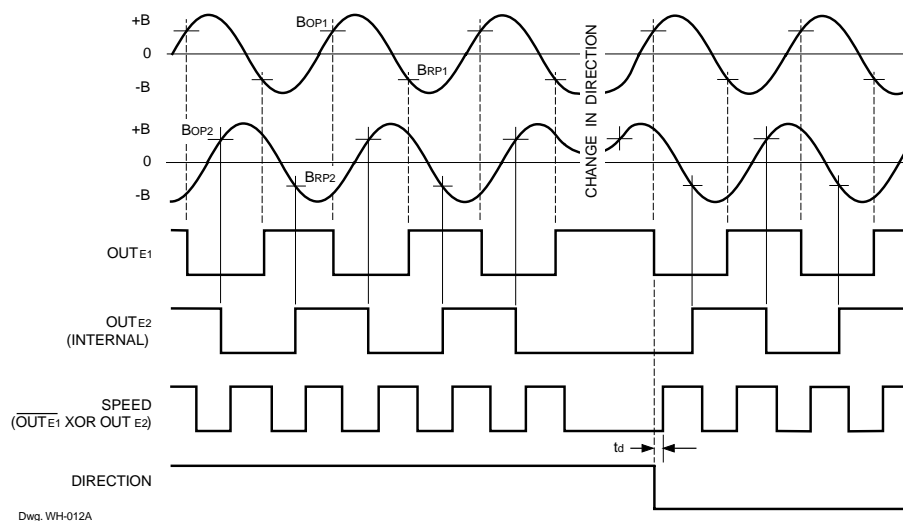 +B
BOP1
0
BRP1
-B
CHANGE IN DIRECTION
+B
BOP2
0
BRP2
-B
OUTE1
OUTE2
(INTERNAL)
SPEED
(OUTE1 XOR OUT E2)
td
DIRECTION
Dwg. WH-012A